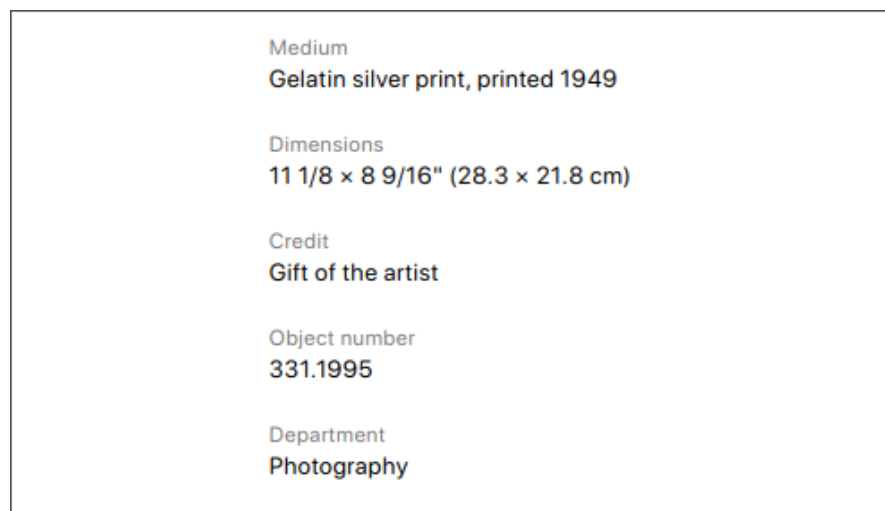 Medium
Gelatin silver print, printed 1949
Dimensions
11 1/8 × 8 9/16" (28.3 × 21.8 cm)
Credit
Gift of the artist
Object number
331.1995
Department
Photography